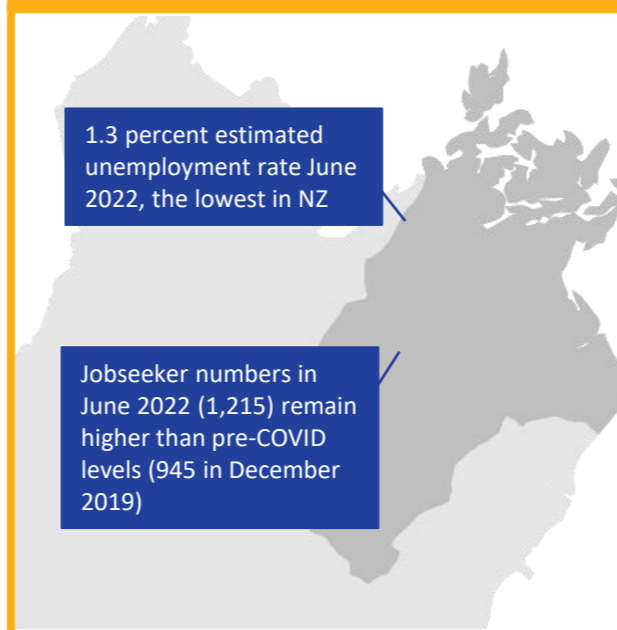 1.3 percent estimated
unemployment rate June
2022, the lowest in NZ
Jobseeker numbers in
June 2022 (1,215) remain
higher than pre-COVID
levels (945 in December
2019)